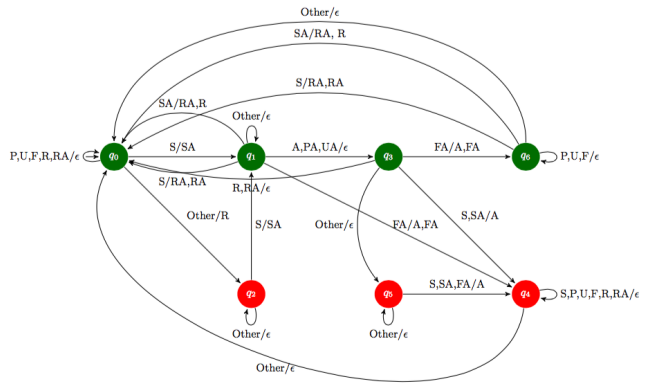 Other/ϵ
SA/RA, R
S/RA,RA
SA/RA,R
Other/ϵ
P,U,F,R,RA/ϵ
q0
S/SA
q1
A,PA,UA/ϵ
q3
FA/A,FA
q6
P,U,F/ϵ
S/RA,RA
R,RA/ϵ
Other/R
S/SA
Other/ϵ
FA/A,FA
S,SA/A
q2
q5
S,SA,FA/A
q4
S,P,U,F,R,RA/ϵ
Other/ϵ
Other/ϵ
Other/ϵ